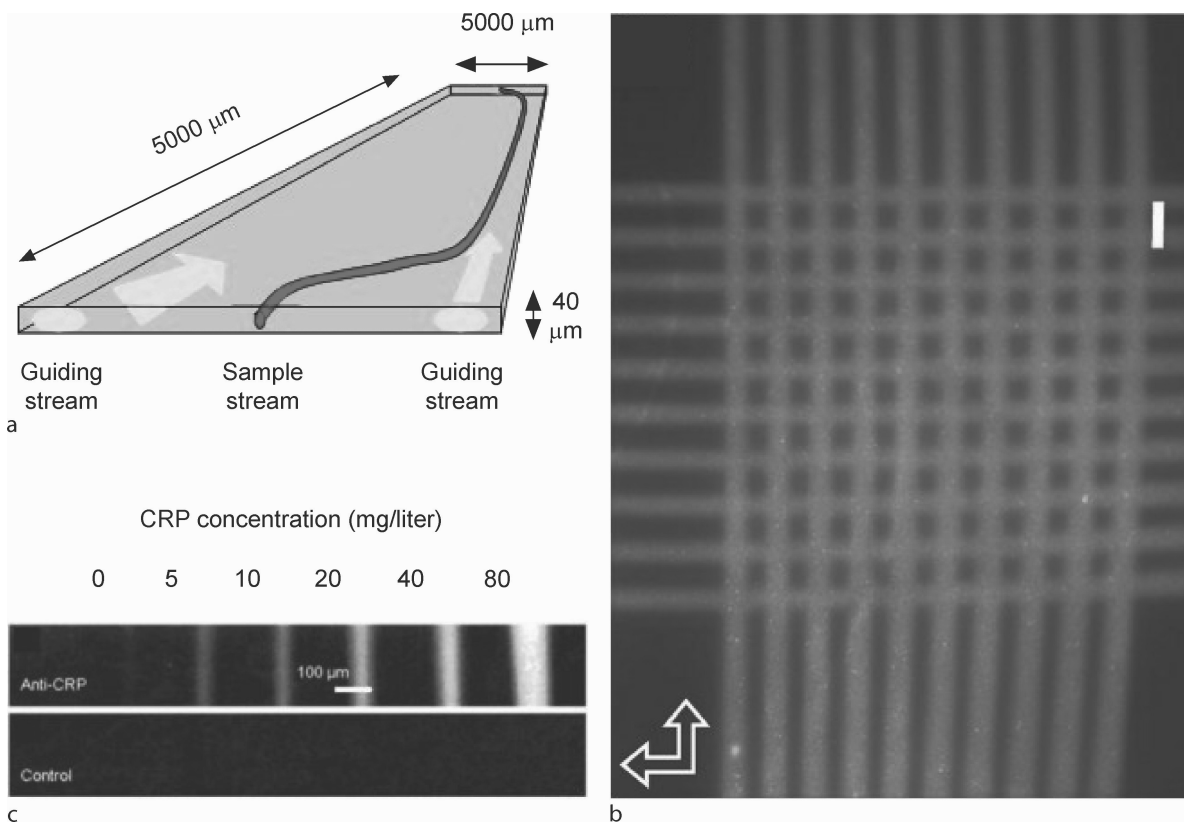 5000 μm
5000 μm
40
μm
Guiding
stream
Sample
stream
Guiding
stream
a
CRP concentration (mg/liter)
0 5 10 20 40 80
100 μm
Anti-CRP
Control
c
b